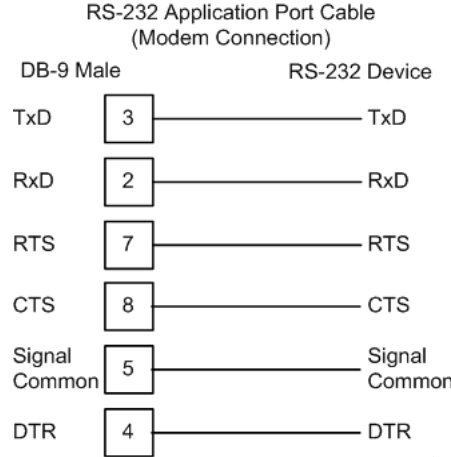 RS-232 Application Port Cable
(Modem Connection)
DB-9 Male RS-232 Device
TxD 3 TxD
RxD 2 RxD
RTS 7 RTS
CTS 8 CTS
Signal Common 5 Signal Common
DTR 4 DTR